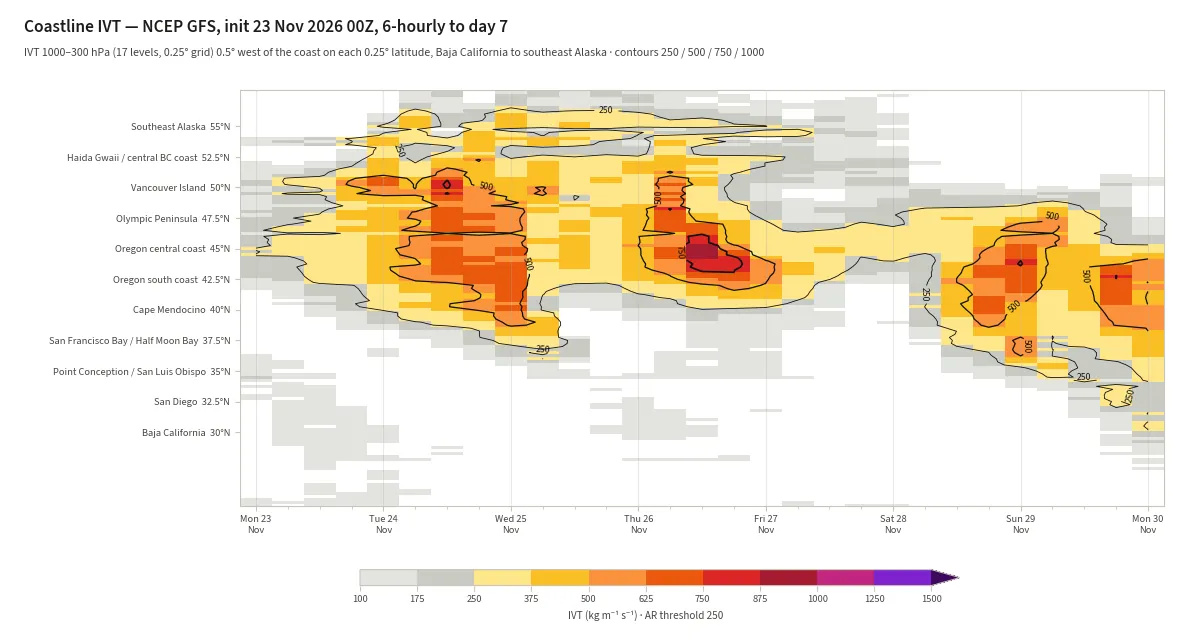 Coastline IVT — NCEP GFS, init 23 Nov 2026 00Z, 6-hourly to day 7
IVT 1000–300 hPa (17 levels, 0.25° grid) 0.5° west of the coast on each 0.25° latitude, Baja California to southeast Alaska · contours 250 / 500 / 750 / 1000
250
Southeast Alaska 55°N
250
Haida Gwaii / central BC coast 52.5°N
Vancouver Island 50°N
500
500
Olympic Peninsula 47.5°N
500
Oregon central coast 45°N
750
500
Oregon south coast 42.5°N
500
250
500
Cape Mendocino 40°N
San Francisco Bay / Half Moon Bay 37.5°N
250
500
Point Conception / San Luis Obispo 35°N
250
San Diego 32.5°N
250
Baja California 30°N
Mon 23 Tue 24 Wed 25 Thu 26 Fri 27 Sat 28 Sun 29 Mon 30
Nov Nov Nov Nov Nov Nov Nov Nov
100 175 250 375 500 625 750 875 1000 1250 1500
IVT (kg m⁻¹ s⁻¹) · AR threshold 250